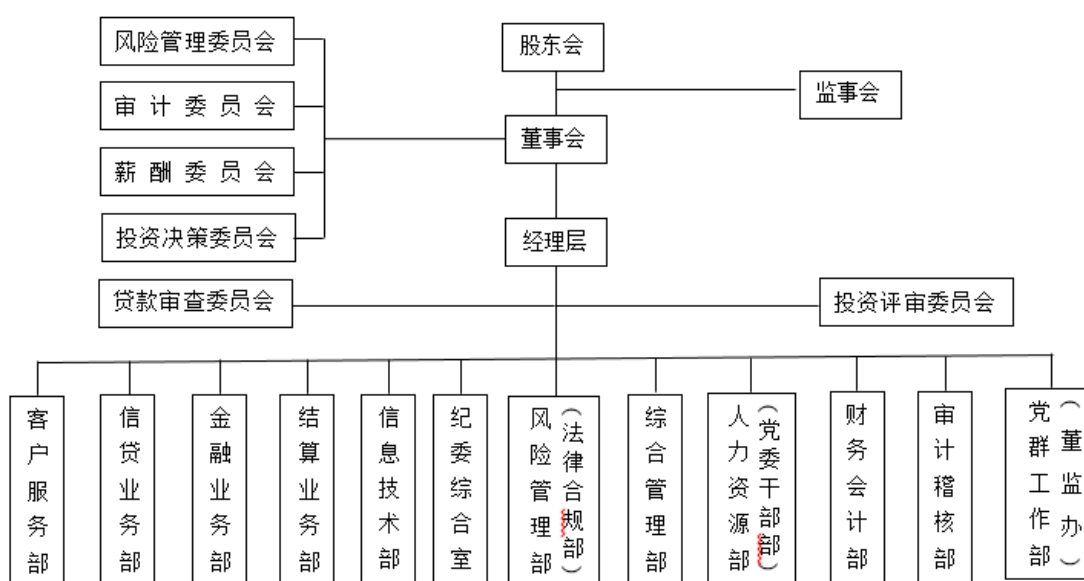 风险管理委员会
股东会
审计委员会
监事会
董事会
薪酬委员会
投资决策委员会
经理层
贷款审查委员会
投资评审委员会
客户服务部
信贷业务部
金融业务部
结算业务部
信息技术部
纪委综合室
风险管理部
（法律合规部）
综合管理部
人力资源部
（党委干部部）
财务会计部
审计稽核部
党群工作部
（董监办）